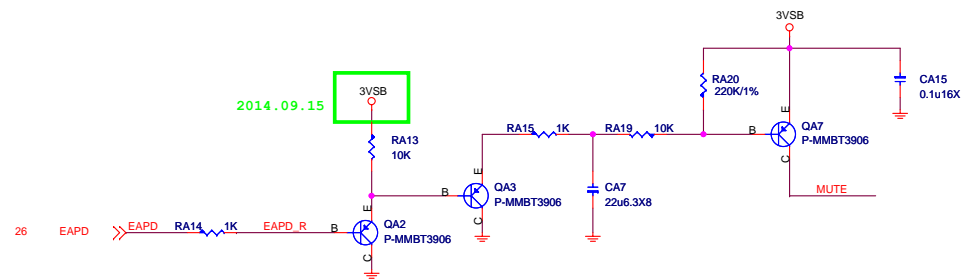 3VSB
RA20
220K/1%
CA15
0.1u16X
2014.09.15
3VSB
RA13
10K
RA15 1K
RA19 10K
E
B
QA7
P-MMBT3906
C
E
B
QA3
P-MMBT3906
C
CA7
22u6.3X8
MUTE
26 EAPD EAPD RA14 1K EAPD_R
E
B
QA2
P-MMBT3906
C